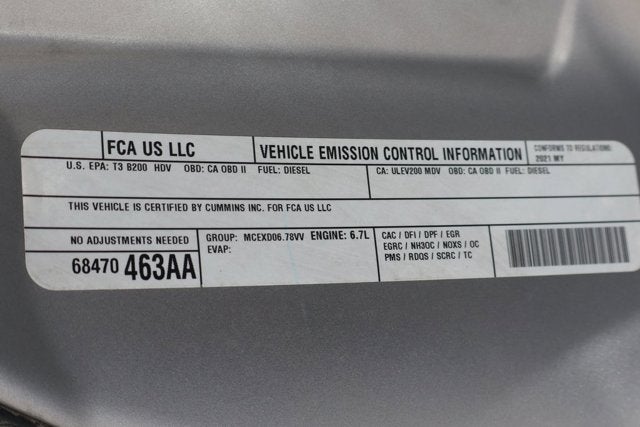 FCA US LLC
VEHICLE EMISSION CONTROL INFORMATION
CONFORMS TO REGULATIONS:
2021 MY
U.S. EPA: T3 B200 HDV OBD: CA OBD II FUEL: DIESEL
CA: ULEV200 MDV OBD: CA OBD II FUEL: DIESEL
THIS VEHICLE IS CERTIFIED BY CUMMINS INC. FOR FCA US LLC
NO ADJUSTMENTS NEEDED
68470 463AA
GROUP: MCEXD06.78VV ENGINE: 6.7L
EVAP:
CAC / DFI / DPF / EGR
EGRC / NH3OC / NOXS / OC
PMS / RDQS / SCRC / TC